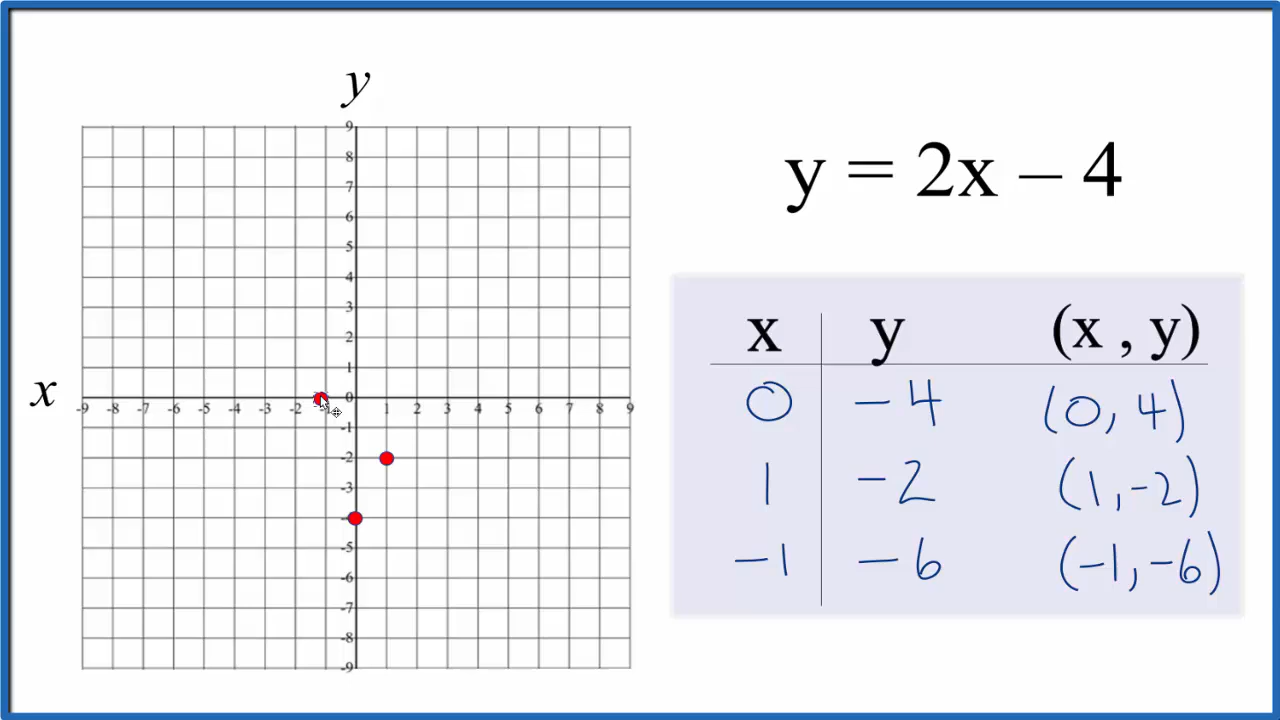 y
y = 2x – 4
9
8
7
6
5
4
3
2
1
x
0
-9 -8 -7 -6 -5 -4 -3 -2 -1 1 2 3 4 5 6 7 8 9
-1
-2
-3
-4
-5
-6
-7
-8
-9
x y (x , y)
0 -4 (0, 4)
1 -2 (1, -2)
-1 -6 (-1, -6)